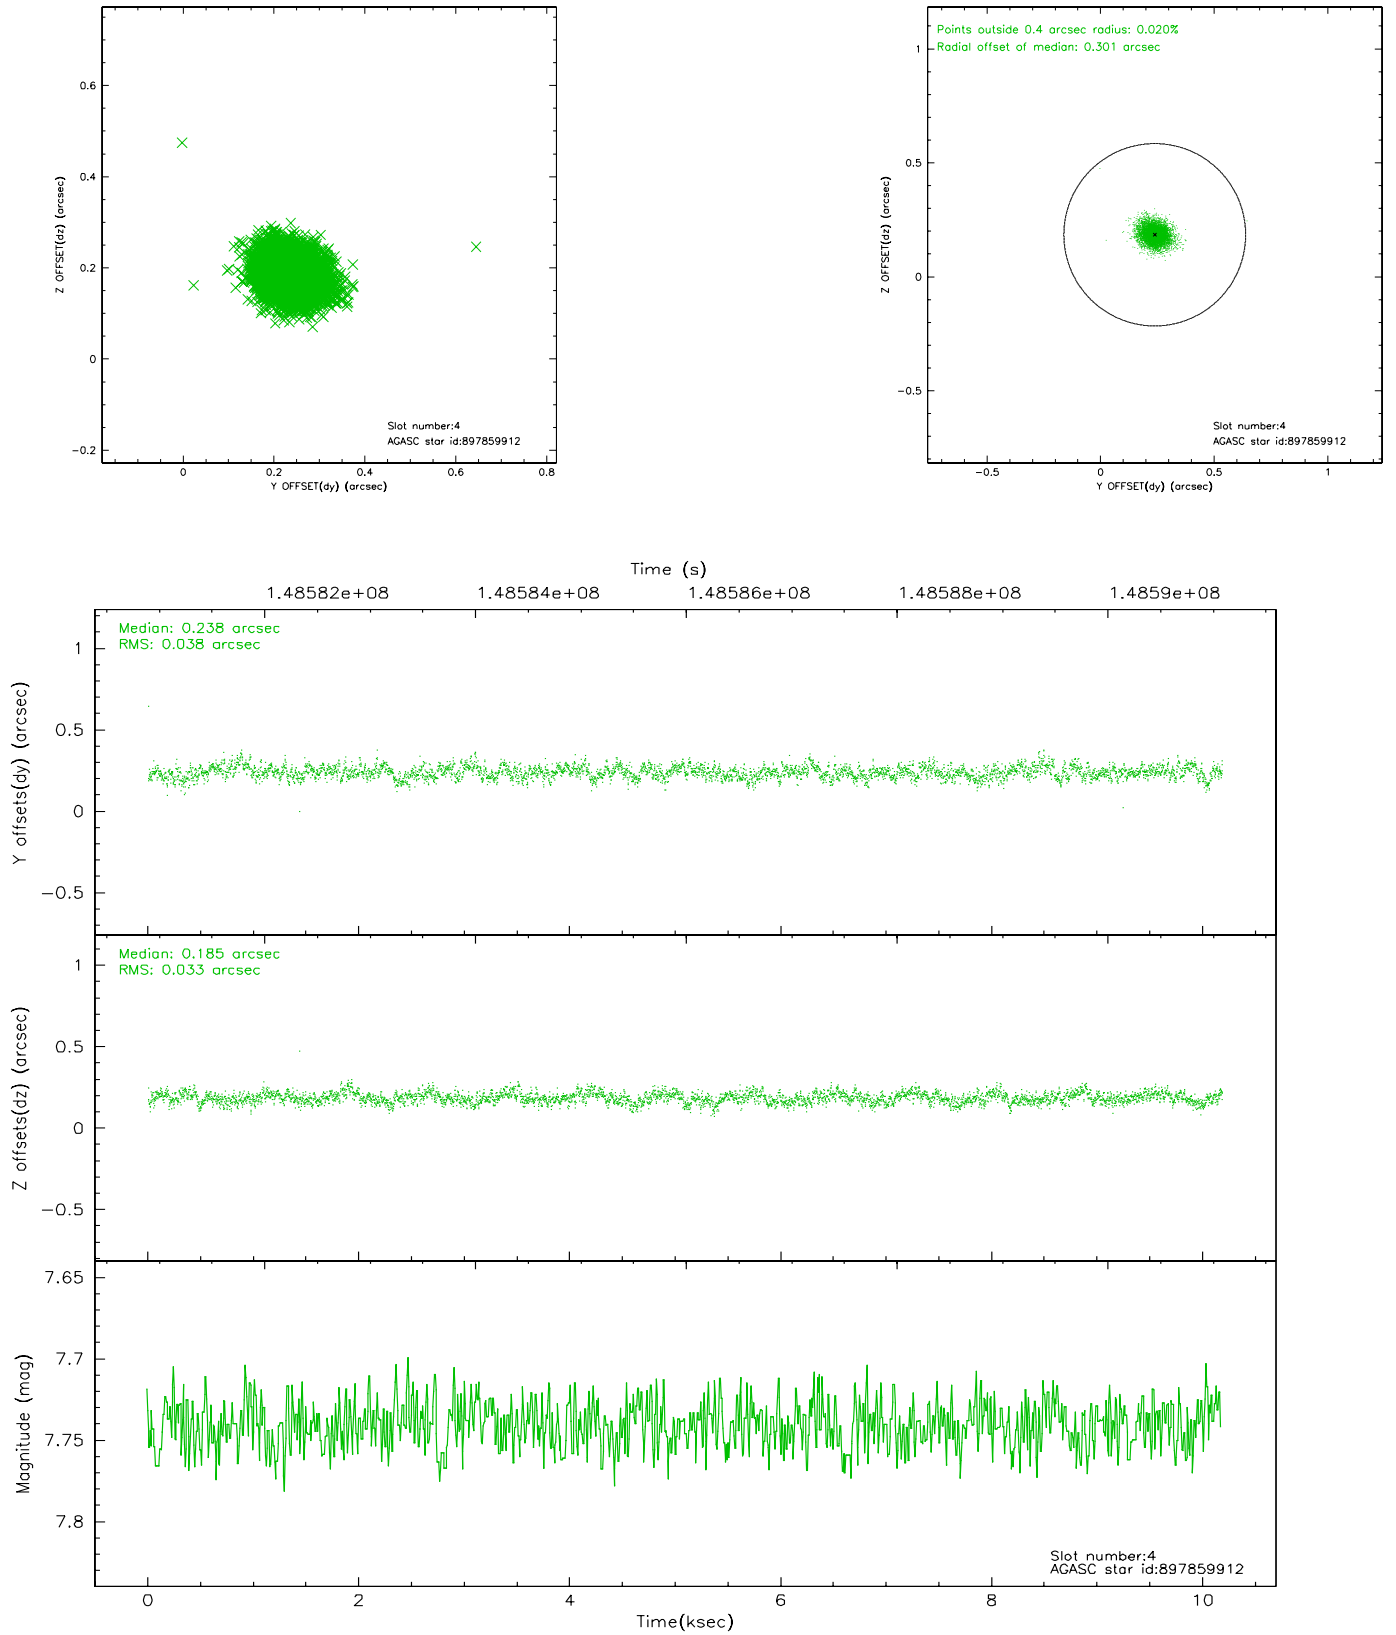 0.6
0.4
0.2
0
−0.2
Z OFFSET(dz) (arcsec)
Slot number:4
AGASC star id:897859912
0
0.2
0.4
0.6
0.8
Y OFFSET(dy) (arcsec)
Points outside 0.4 arcsec radius: 0.020%
Radial offset of median: 0.301 arcsec
1
0.5
0
−0.5
Z OFFSET(dz) (arcsec)
Slot number:4
AGASC star id:897859912
−0.5
0
0.5
1
Y OFFSET(dy) (arcsec)
Time (s)
1.48582e+08
1.48584e+08
1.48586e+08
1.48588e+08
1.4859e+08
Median: 0.238 arcsec
RMS: 0.038 arcsec
1
0.5
0
−0.5
Y offsets(dy) (arcsec)
Median: 0.185 arcsec
RMS: 0.033 arcsec
1
0.5
0
−0.5
Z offsets(dz) (arcsec)
7.65
7.7
7.75
7.8
Magnitude (mag)
Slot number:4
AGASC star id:897859912
0
2
4
6
8
10
Time(ksec)